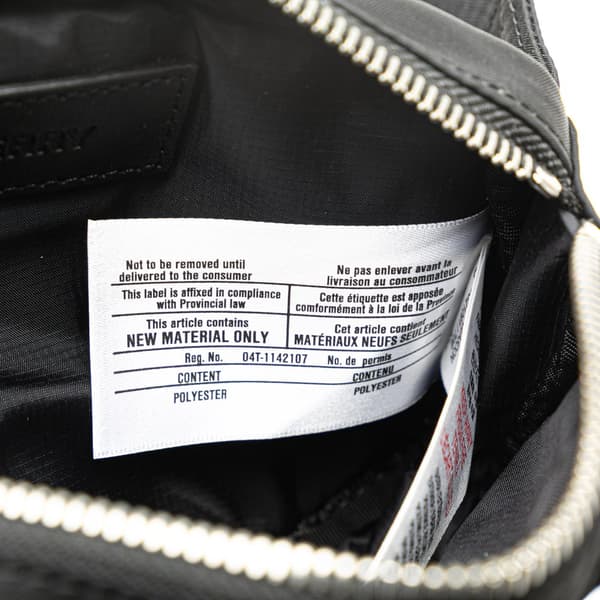 Not to be removed until
delivered to the consumer
Ne pas enlever avant la
livraison au consommateur
This label is affixed in compliance
with Provincial law
Cette étiquette est apposée
conformément à la loi de la
This article contains
NEW MATERIAL ONLY
Cet article contient
MATÉRIAUX NEUFS SEULEMENT
Reg. No. 04T-1142107 No. de permis
CONTENT CONTENU
POLYESTER POLYESTER